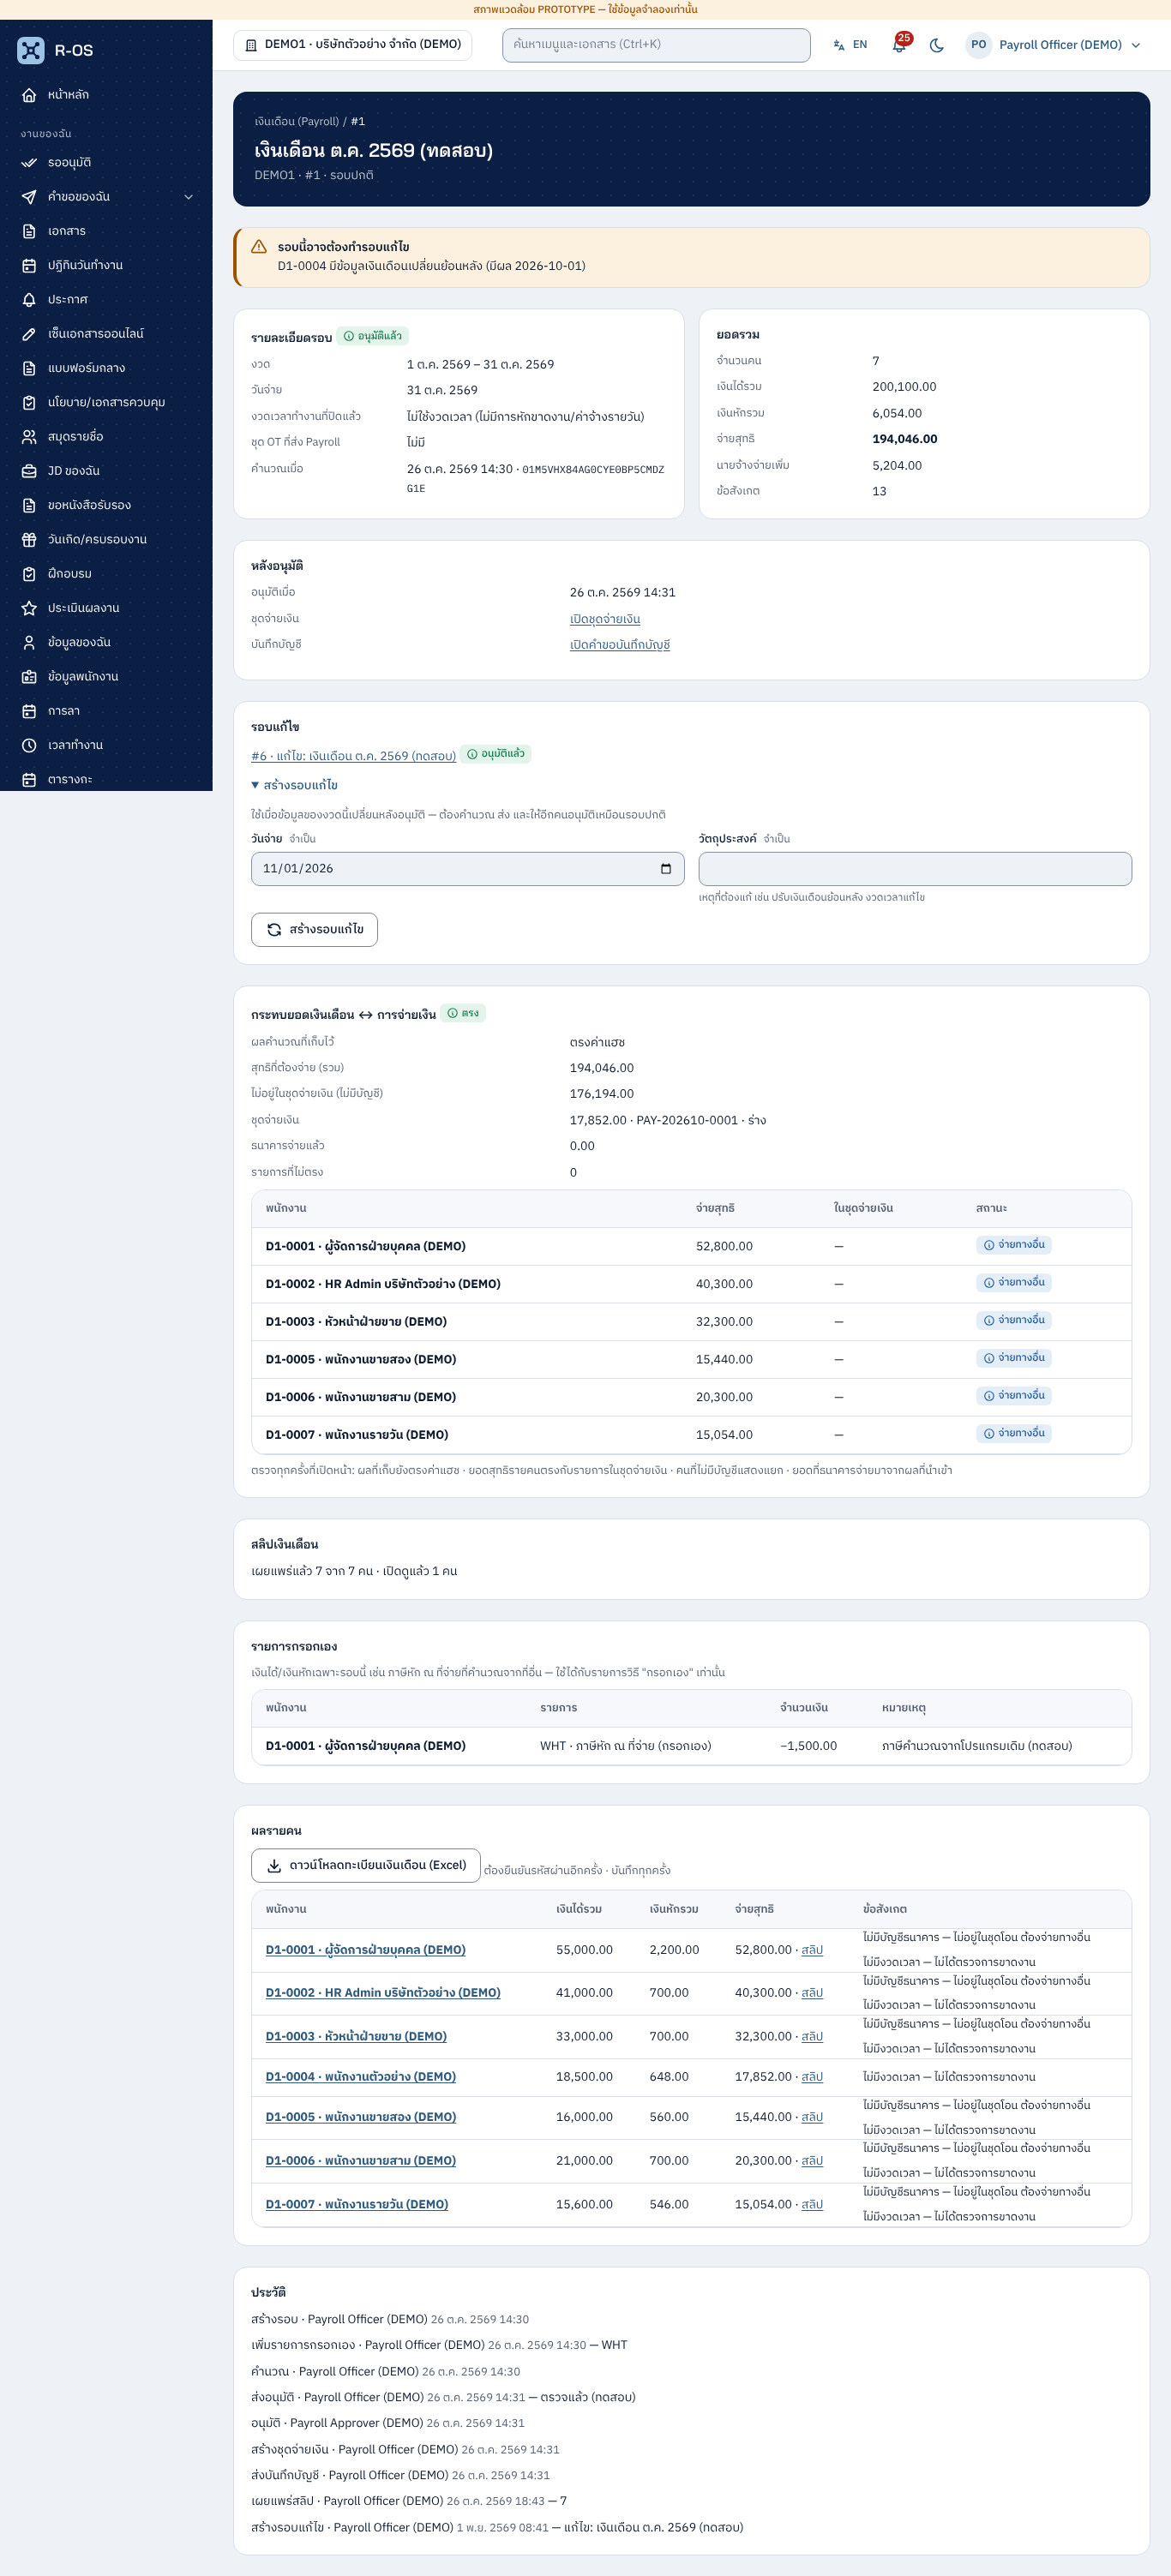 สภาพแวดล้อม PROTOTYPE — ใช้ข้อมูลจำลองเท่านั้น
R-OS
DEMO1 · บริษัทตัวอย่าง จำกัด (DEMO)
ค้นหาเมนูและเอกสาร (Ctrl+K)
EN
25
PO
Payroll Officer (DEMO)
หน้าหลัก
งานของฉัน
รออนุมัติ
คำขอของฉัน
เอกสาร
ปฏิทินวันทำงาน
ประกาศ
เซ็นเอกสารออนไลน์
แบบฟอร์มกลาง
นโยบาย/เอกสารควบคุม
สมุดรายชื่อ
JD ของฉัน
ขอหนังสือรับรอง
วันเกิด/ครบรอบงาน
ฝึกอบรม
ประเมินผลงาน
ข้อมูลของฉัน
ข้อมูลพนักงาน
การลา
เวลาทำงาน
ตารางกะ
เงินเดือน (Payroll) / #1
เงินเดือน ต.ค. 2569 (ทดสอบ)
DEMO1 · #1 · รอบปกติ
รอบนี้อาจต้องทำรอบแก้ไข
D1-0004 มีข้อมูลเงินเดือนเปลี่ยนย้อนหลัง (มีผล 2026-10-01)
รายละเอียดรอบ อนุมัติแล้ว
งวด 1 ต.ค. 2569 – 31 ต.ค. 2569
วันจ่าย 31 ต.ค. 2569
งวดเวลาทำงานที่ปิดแล้ว ไม่ใช้งวดเวลา (ไม่มีการหักขาดงาน/ค่าจ้างรายวัน)
ชุด OT ที่ส่ง Payroll ไม่มี
คำนวณเมื่อ 26 ต.ค. 2569 14:30 · 01M5VHX84AG0CYE0BP5CMDZ
G1E
ยอดรวม
จำนวนคน 7
เงินได้รวม 200,100.00
เงินหักรวม 6,054.00
จ่ายสุทธิ 194,046.00
นายจ้างจ่ายเพิ่ม 5,204.00
ข้อสังเกต 13
หลังอนุมัติ
อนุมัติเมื่อ 26 ต.ค. 2569 14:31
ชุดจ่ายเงิน เปิดชุดจ่ายเงิน
บันทึกบัญชี เปิดคำขอบันทึกบัญชี
รอบแก้ไข
#6 · แก้ไข: เงินเดือน ต.ค. 2569 (ทดสอบ) อนุมัติแล้ว
▼ สร้างรอบแก้ไข
ใช้เมื่อข้อมูลของงวดนี้เปลี่ยนหลังอนุมัติ — ต้องคำนวณ ส่ง และให้อีกคนอนุมัติเหมือนรอบปกติ
วันจ่าย จำเป็น วัตถุประสงค์ จำเป็น
11/01/2026
เหตุที่ต้องแก้ เช่น ปรับเงินเดือนย้อนหลัง งวดเวลาแก้ไข
สร้างรอบแก้ไข
กระทบยอดเงินเดือน ↔ การจ่ายเงิน ตรง
ผลคำนวณที่เก็บไว้ ตรงค่าแฮช
สุทธิที่ต้องจ่าย (รวม) 194,046.00
ไม่อยู่ในชุดจ่ายเงิน (ไม่มีบัญชี) 176,194.00
ชุดจ่ายเงิน 17,852.00 · PAY-202610-0001 · ร่าง
ธนาคารจ่ายแล้ว 0.00
รายการที่ไม่ตรง 0
พนักงาน จ่ายสุทธิ ในชุดจ่ายเงิน สถานะ
D1-0001 · ผู้จัดการฝ่ายบุคคล (DEMO) 52,800.00 — จ่ายทางอื่น
D1-0002 · HR Admin บริษัทตัวอย่าง (DEMO) 40,300.00 — จ่ายทางอื่น
D1-0003 · หัวหน้าฝ่ายขาย (DEMO) 32,300.00 — จ่ายทางอื่น
D1-0005 · พนักงานขายสอง (DEMO) 15,440.00 — จ่ายทางอื่น
D1-0006 · พนักงานขายสาม (DEMO) 20,300.00 — จ่ายทางอื่น
D1-0007 · พนักงานรายวัน (DEMO) 15,054.00 — จ่ายทางอื่น
ตรวจทุกครั้งที่เปิดหน้า: ผลที่เก็บยังตรงค่าแฮช · ยอดสุทธิรายคนตรงกับรายการในชุดจ่ายเงิน · คนที่ไม่มีบัญชีแสดงแยก · ยอดที่ธนาคารจ่ายมาจากผลที่นำเข้า
สลิปเงินเดือน
เผยแพร่แล้ว 7 จาก 7 คน · เปิดดูแล้ว 1 คน
รายการกรอกเอง
เงินได้/เงินหักเฉพาะรอบนี้ เช่น ภาษีหัก ณ ที่จ่ายที่คำนวณจากที่อื่น — ใช้ได้กับรายการวิธี "กรอกเอง" เท่านั้น
พนักงาน รายการ จำนวนเงิน หมายเหตุ
D1-0001 · ผู้จัดการฝ่ายบุคคล (DEMO) WHT · ภาษีหัก ณ ที่จ่าย (กรอกเอง) −1,500.00 ภาษีคำนวณจากโปรแกรมเดิม (ทดสอบ)
ผลรายคน
ดาวน์โหลดทะเบียนเงินเดือน (Excel) ต้องยืนยันรหัสผ่านอีกครั้ง · บันทึกทุกครั้ง
พนักงาน เงินได้รวม เงินหักรวม จ่ายสุทธิ ข้อสังเกต
D1-0001 · ผู้จัดการฝ่ายบุคคล (DEMO) 55,000.00 2,200.00 52,800.00 · สลิป ไม่มีบัญชีธนาคาร — ไม่อยู่ในชุดโอน ต้องจ่ายทางอื่น
ไม่มีงวดเวลา — ไม่ได้ตรวจการขาดงาน
D1-0002 · HR Admin บริษัทตัวอย่าง (DEMO) 41,000.00 700.00 40,300.00 · สลิป ไม่มีบัญชีธนาคาร — ไม่อยู่ในชุดโอน ต้องจ่ายทางอื่น
ไม่มีงวดเวลา — ไม่ได้ตรวจการขาดงาน
D1-0003 · หัวหน้าฝ่ายขาย (DEMO) 33,000.00 700.00 32,300.00 · สลิป ไม่มีบัญชีธนาคาร — ไม่อยู่ในชุดโอน ต้องจ่ายทางอื่น
ไม่มีงวดเวลา — ไม่ได้ตรวจการขาดงาน
D1-0004 · พนักงานตัวอย่าง (DEMO) 18,500.00 648.00 17,852.00 · สลิป ไม่มีงวดเวลา — ไม่ได้ตรวจการขาดงาน
D1-0005 · พนักงานขายสอง (DEMO) 16,000.00 560.00 15,440.00 · สลิป ไม่มีบัญชีธนาคาร — ไม่อยู่ในชุดโอน ต้องจ่ายทางอื่น
ไม่มีงวดเวลา — ไม่ได้ตรวจการขาดงาน
D1-0006 · พนักงานขายสาม (DEMO) 21,000.00 700.00 20,300.00 · สลิป ไม่มีบัญชีธนาคาร — ไม่อยู่ในชุดโอน ต้องจ่ายทางอื่น
ไม่มีงวดเวลา — ไม่ได้ตรวจการขาดงาน
D1-0007 · พนักงานรายวัน (DEMO) 15,600.00 546.00 15,054.00 · สลิป ไม่มีบัญชีธนาคาร — ไม่อยู่ในชุดโอน ต้องจ่ายทางอื่น
ไม่มีงวดเวลา — ไม่ได้ตรวจการขาดงาน
ประวัติ
สร้างรอบ · Payroll Officer (DEMO) 26 ต.ค. 2569 14:30
เพิ่มรายการกรอกเอง · Payroll Officer (DEMO) 26 ต.ค. 2569 14:30 — WHT
คำนวณ · Payroll Officer (DEMO) 26 ต.ค. 2569 14:30
ส่งอนุมัติ · Payroll Officer (DEMO) 26 ต.ค. 2569 14:31 — ตรวจแล้ว (ทดสอบ)
อนุมัติ · Payroll Approver (DEMO) 26 ต.ค. 2569 14:31
สร้างชุดจ่ายเงิน · Payroll Officer (DEMO) 26 ต.ค. 2569 14:31
ส่งบันทึกบัญชี · Payroll Officer (DEMO) 26 ต.ค. 2569 14:31
เผยแพร่สลิป · Payroll Officer (DEMO) 26 ต.ค. 2569 18:43 — 7
สร้างรอบแก้ไข · Payroll Officer (DEMO) 1 พ.ย. 2569 08:41 — แก้ไข: เงินเดือน ต.ค. 2569 (ทดสอบ)